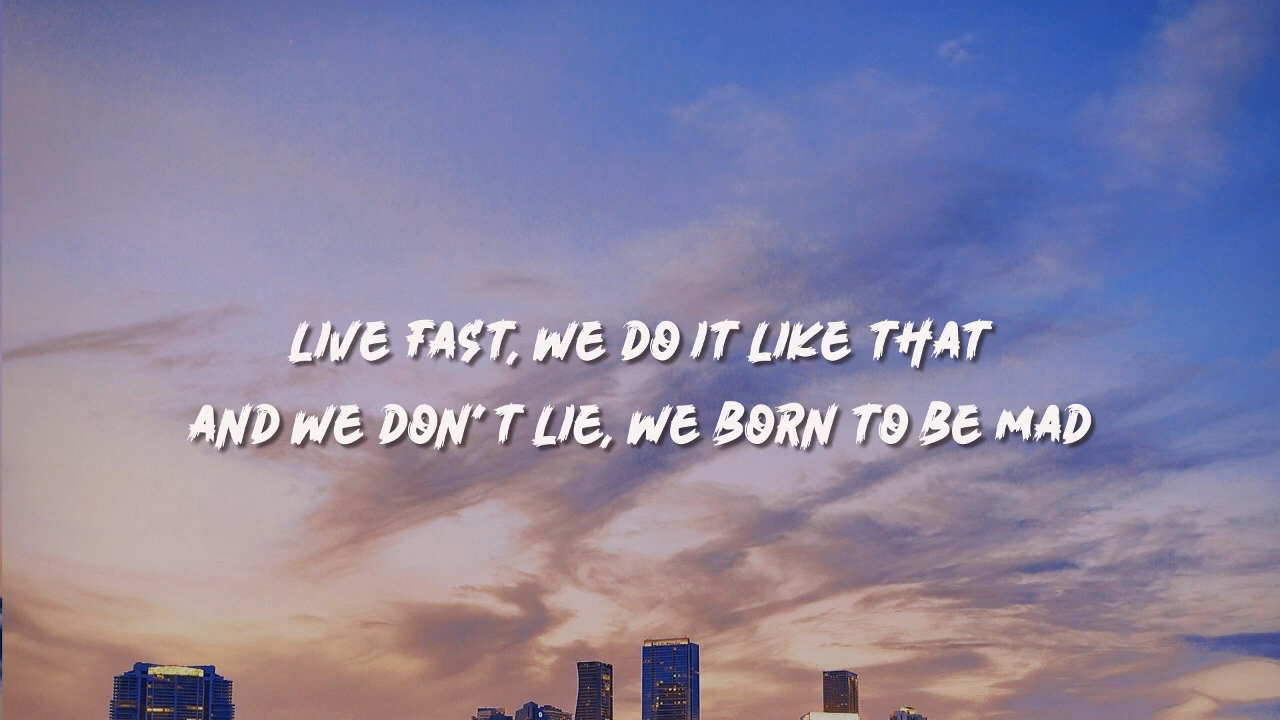 LIVE FAST, WE DO IT LIKE THAT
AND WE DON'T LIE, WE BORN TO BE MAD